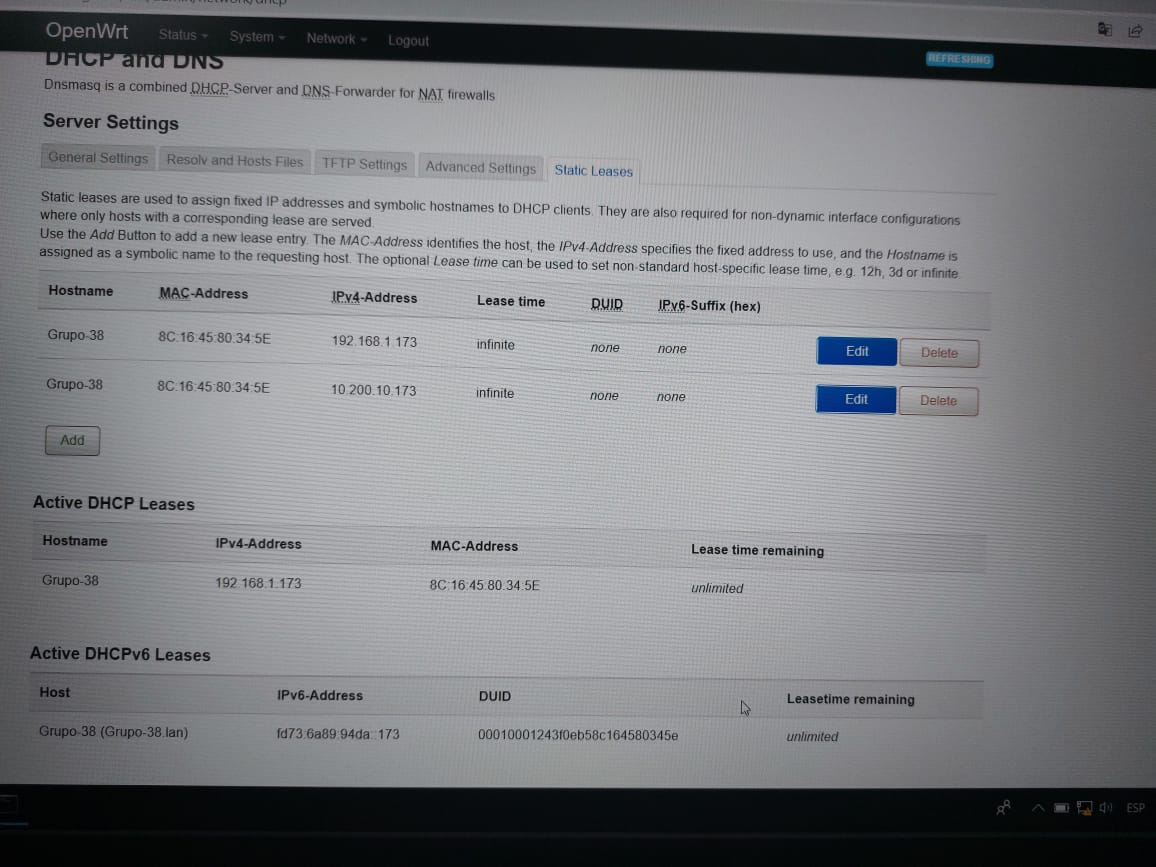 OpenWrt Status System Network Logout
REFRESHING
DHCP and DNS
Dnsmasq is a combined DHCP-Server and DNS-Forwarder for NAT firewalls
Server Settings
General Settings Resolv and Hosts Files TFTP Settings Advanced Settings Static Leases
Static leases are used to assign fixed IP addresses and symbolic hostnames to DHCP clients. They are also required for non-dynamic interface configurations
where only hosts with a corresponding lease are served.
Use the Add Button to add a new lease entry. The MAC-Address identifies the host, the IPv4-Address specifies the fixed address to use, and the Hostname is
assigned as a symbolic name to the requesting host. The optional Lease time can be used to set non-standard host-specific lease time, e.g. 12h, 3d or infinite.
Hostname MAC-Address IPv4-Address Lease time DUID IPv6-Suffix (hex)
Grupo-38 8C:16:45:80:34:5E 192.168.1.173 infinite none none Edit Delete
Grupo-38 8C:16:45:80:34:5E 10.200.10.173 infinite none none Edit Delete
Add
Active DHCP Leases
Hostname IPv4-Address MAC-Address Lease time remaining
Grupo-38 192.168.1.173 8C:16:45:80:34:5E unlimited
Active DHCPv6 Leases
Host IPv6-Address DUID Leasetime remaining
Grupo-38 (Grupo-38.lan) fd73:6a89:94da::173 00010001243f0eb58c164580345e unlimited
ESP